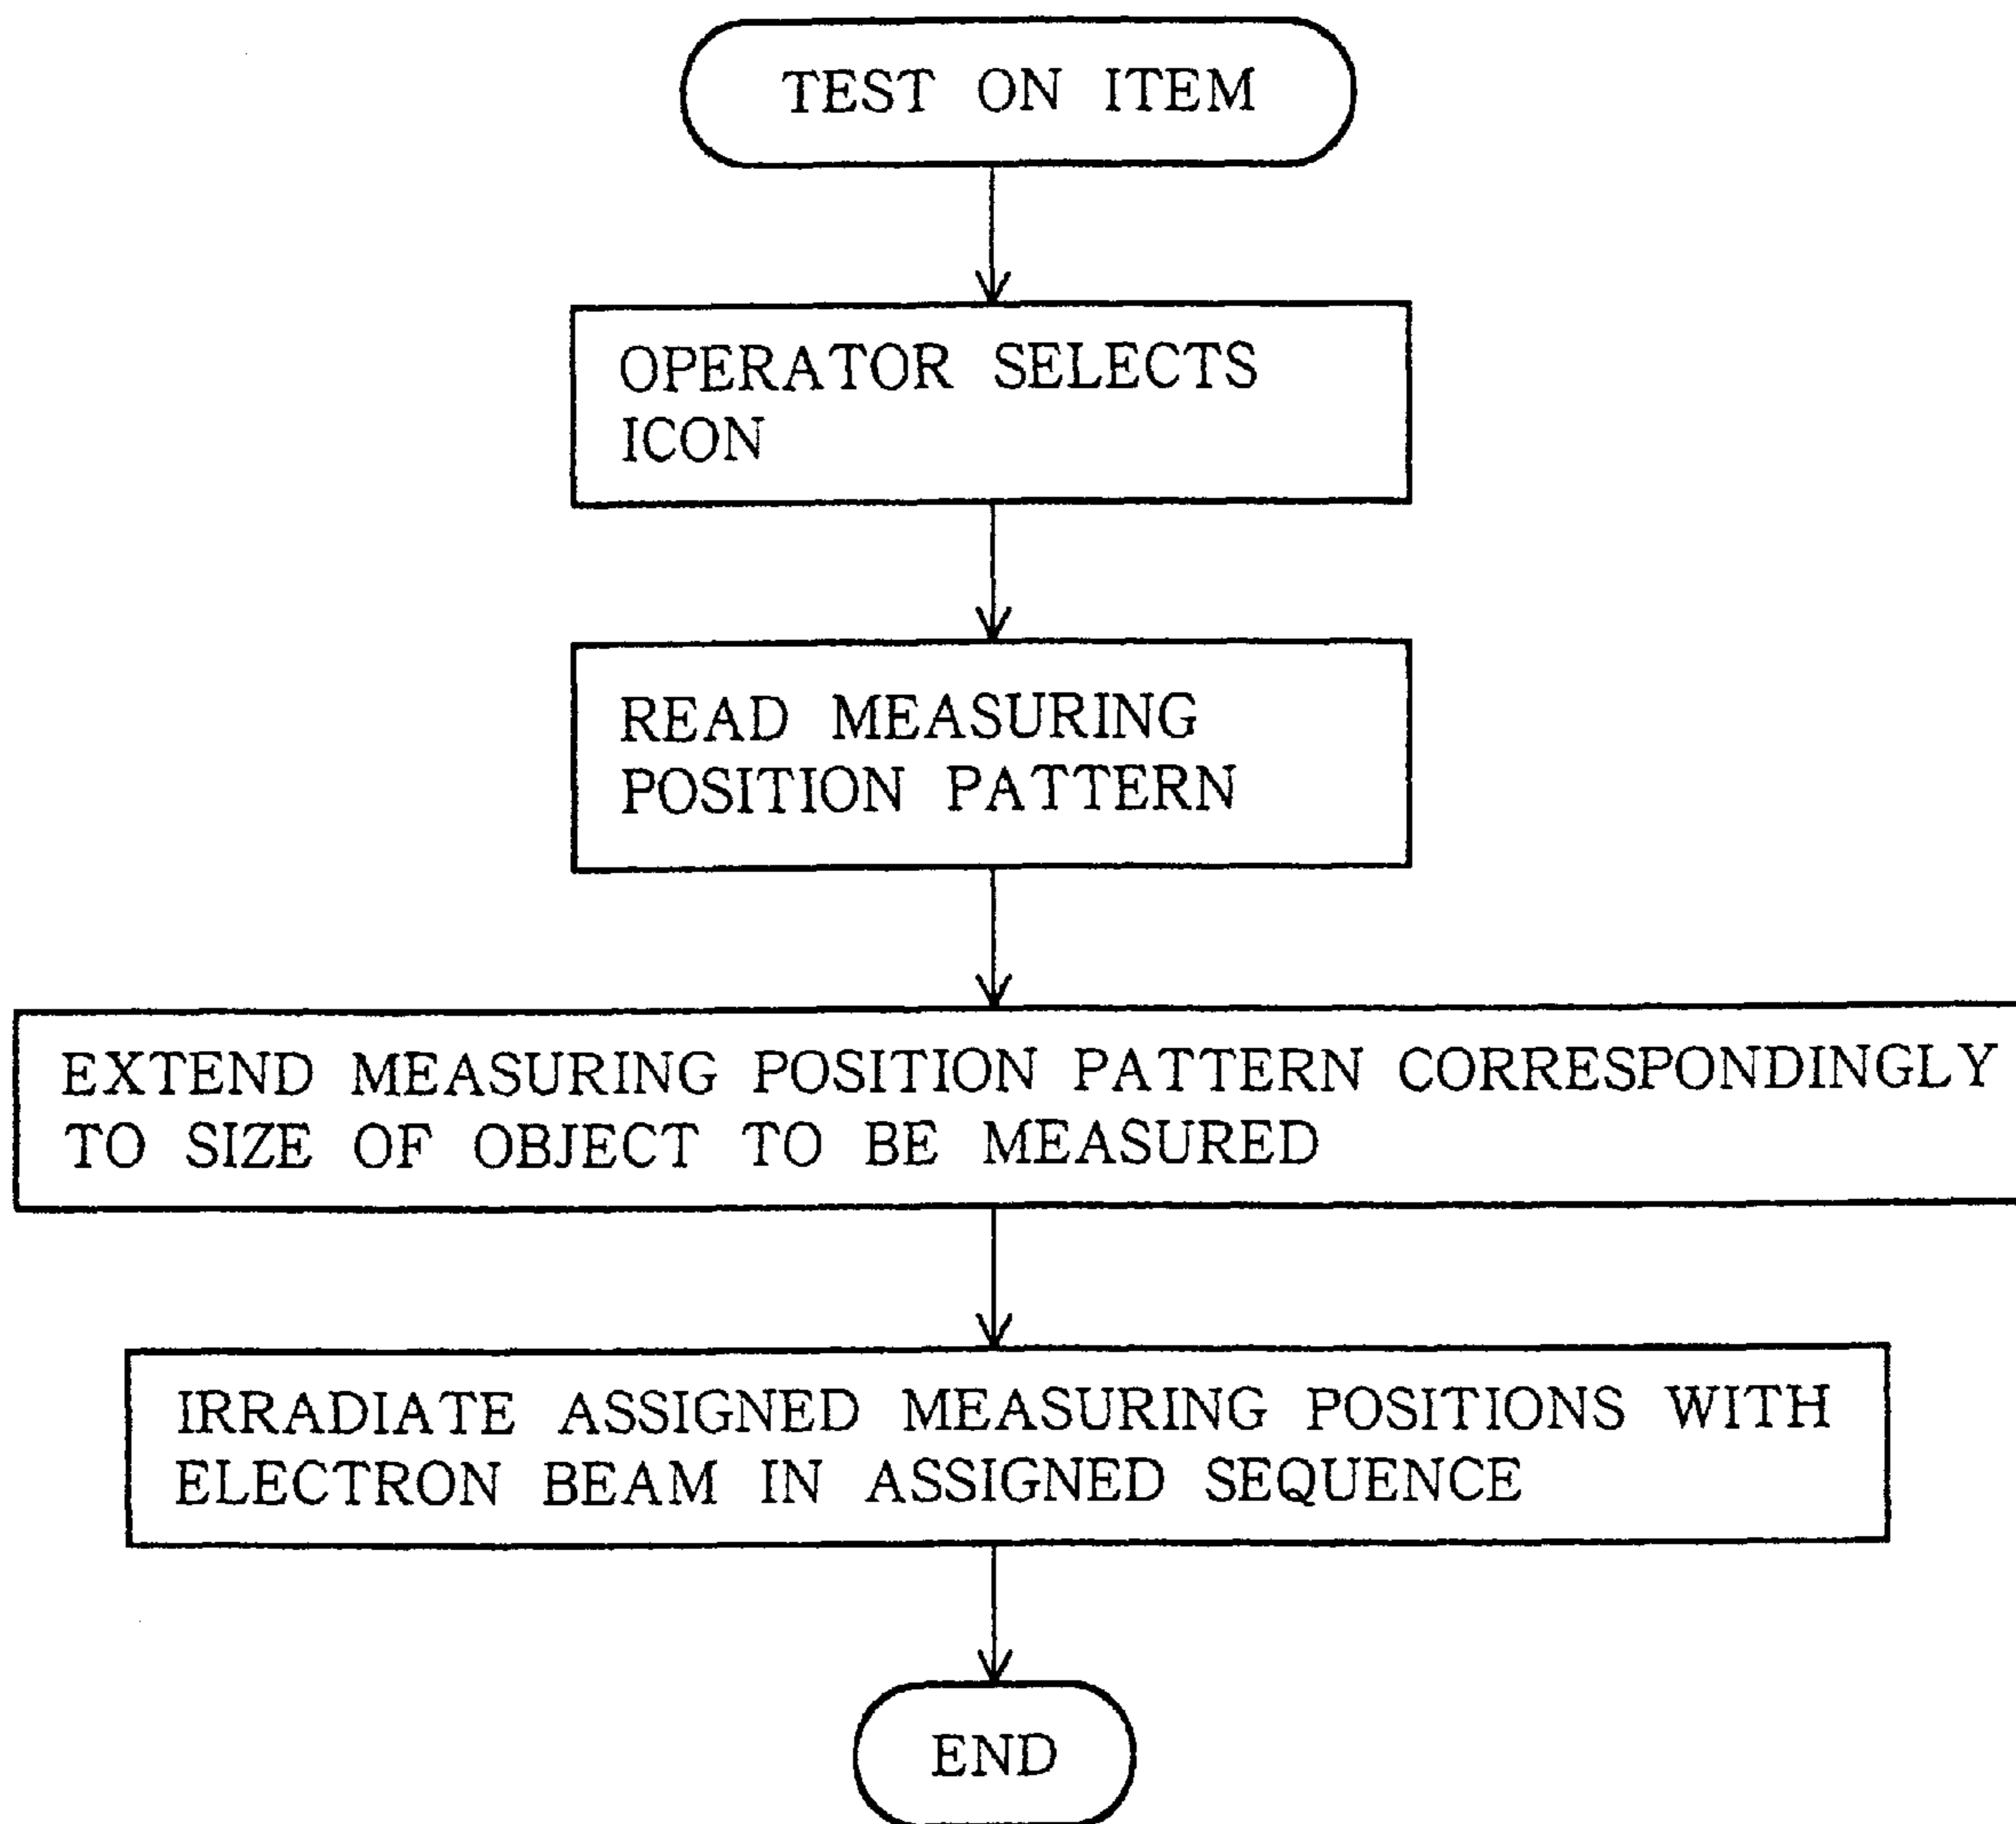 TEST ON ITEM
OPERATOR SELECTS
ICON
READ MEASURING
POSITION PATTERN
EXTEND MEASURING POSITION PATTERN CORRESPONDINGLY
TO SIZE OF OBJECT TO BE MEASURED
IRRADIATE ASSIGNED MEASURING POSITIONS WITH
ELECTRON BEAM IN ASSIGNED SEQUENCE
END